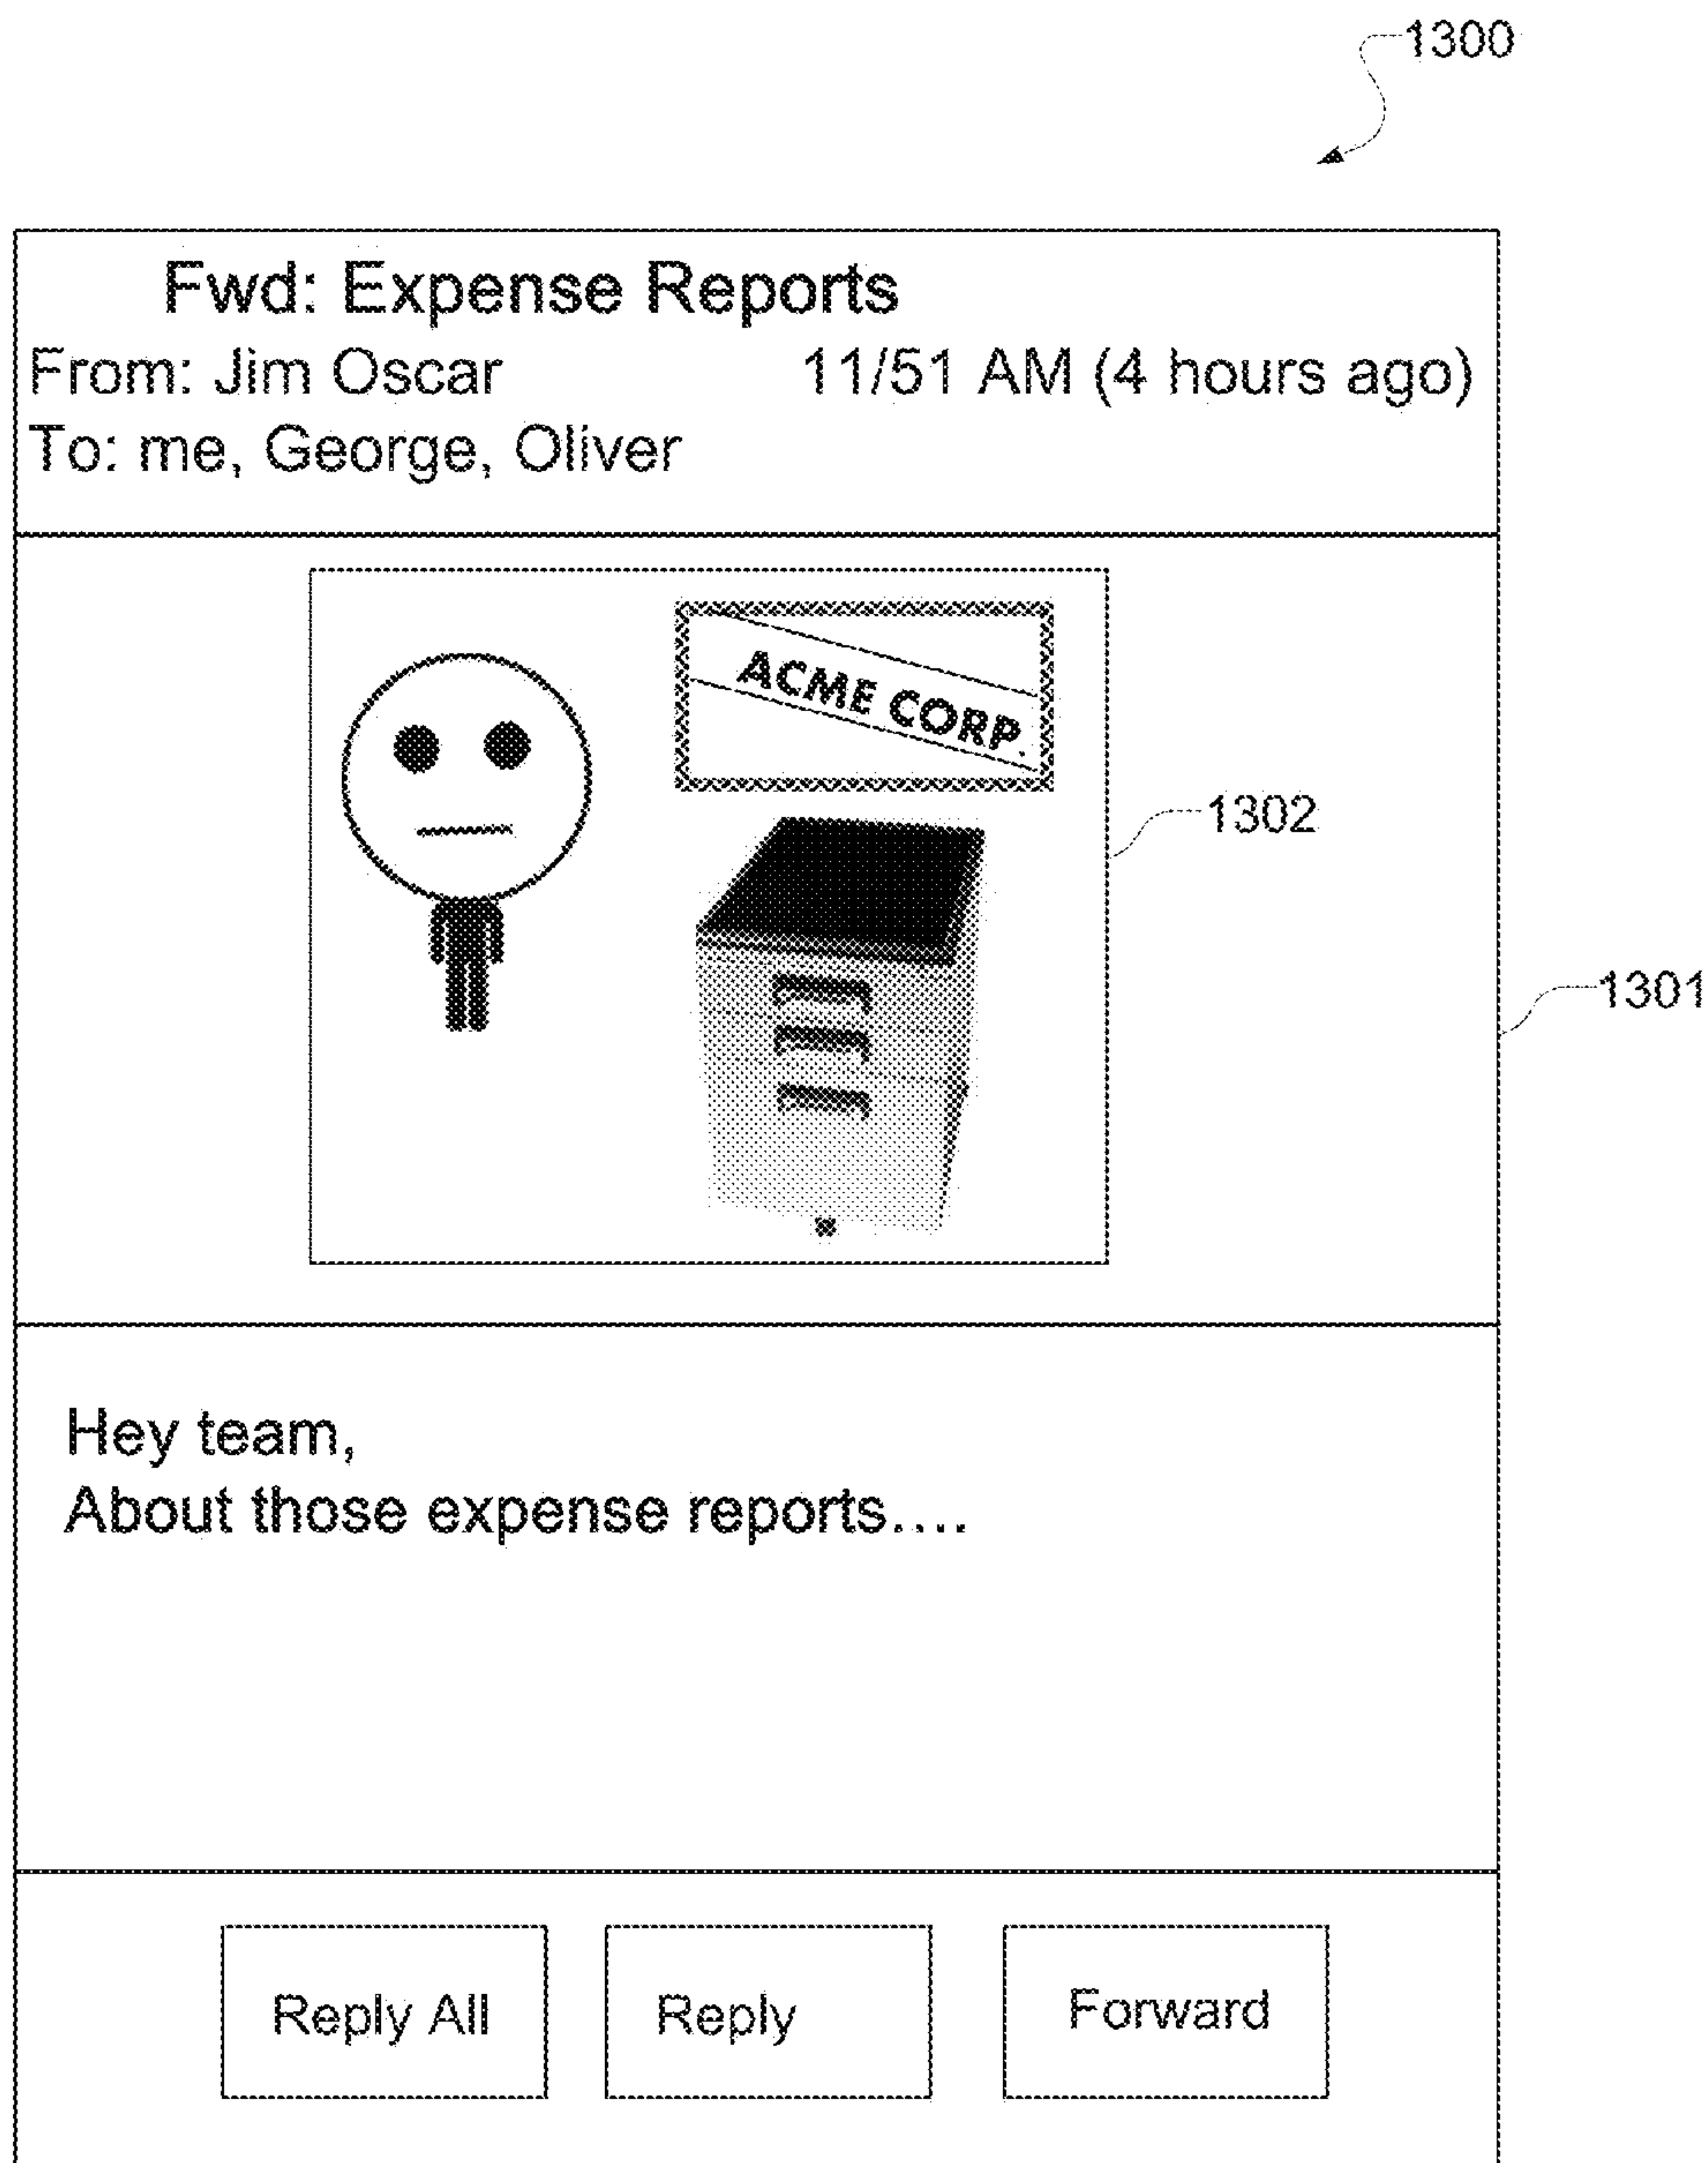 1300
Fwd: Expense Reports
From: Jim Oscar 11/51 AM (4 hours ago)
To: me, George, Oliver
ACME CORP.
1302
1301
Hey team,
About those expense reports....
Reply All Reply Forward